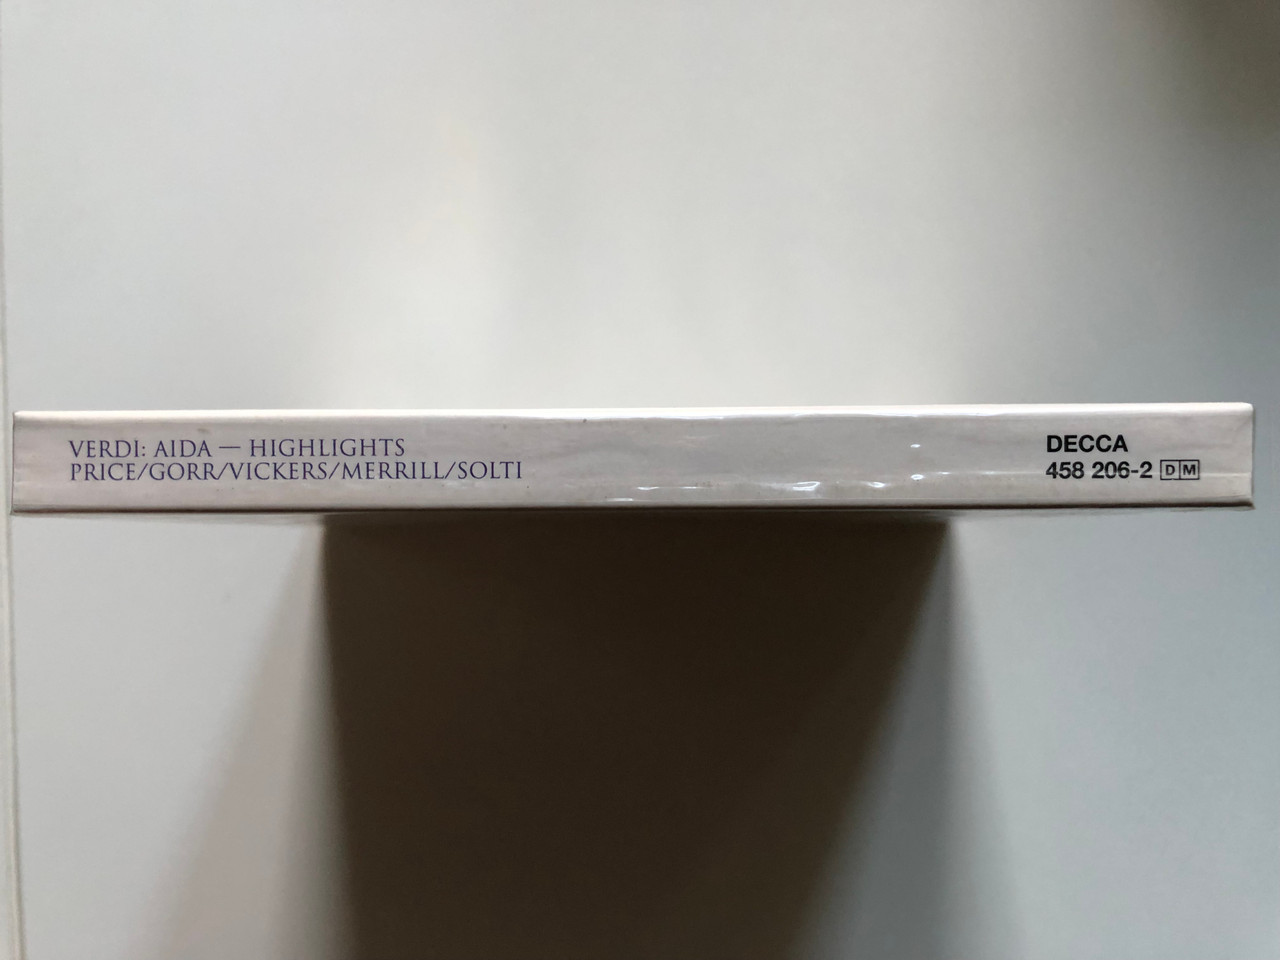 VERDI: AIDA — HIGHLIGHTS
PRICE/GORR/VICKERS/MERRILL/SOLTI
DECCA
458 206-2 DM